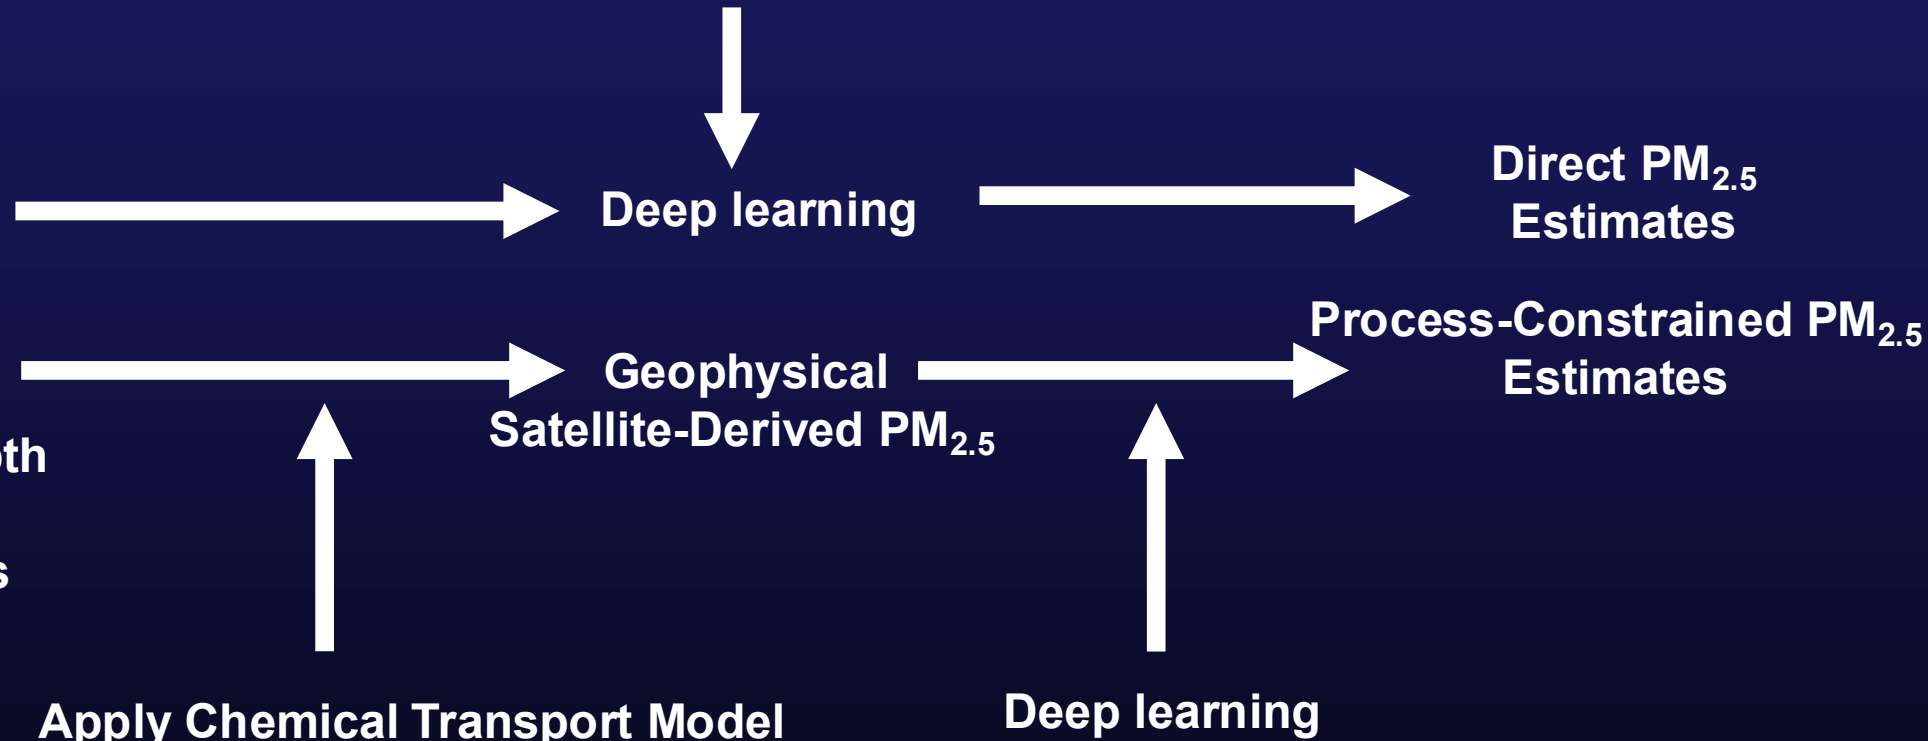 Deep learning
Direct PM2.5
Estimates
Geophysical
Satellite-Derived PM2.5
Process-Constrained PM2.5
Estimates
Apply Chemical Transport Model
Deep learning